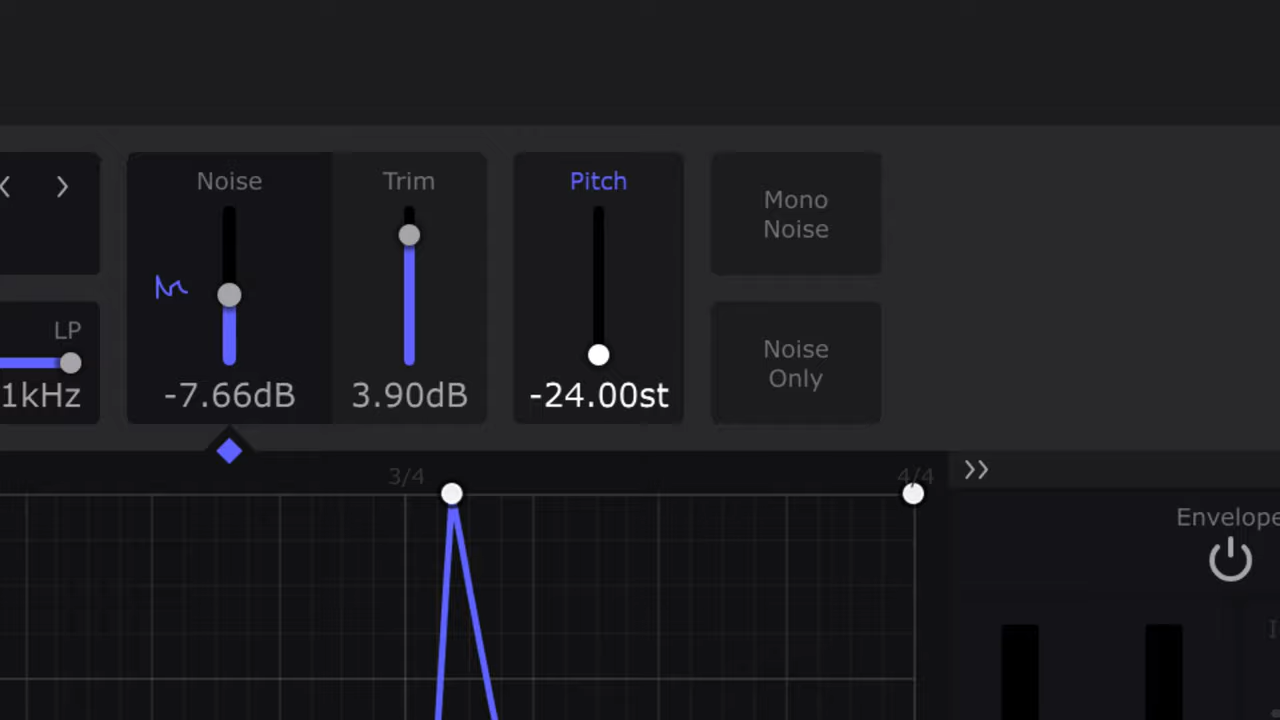 Noise
Trim
Pitch
Mono
Noise
LP
Noise
Only
1kHz
-7.66dB
3.90dB
-24.00st
3/4
4/4
Envelope